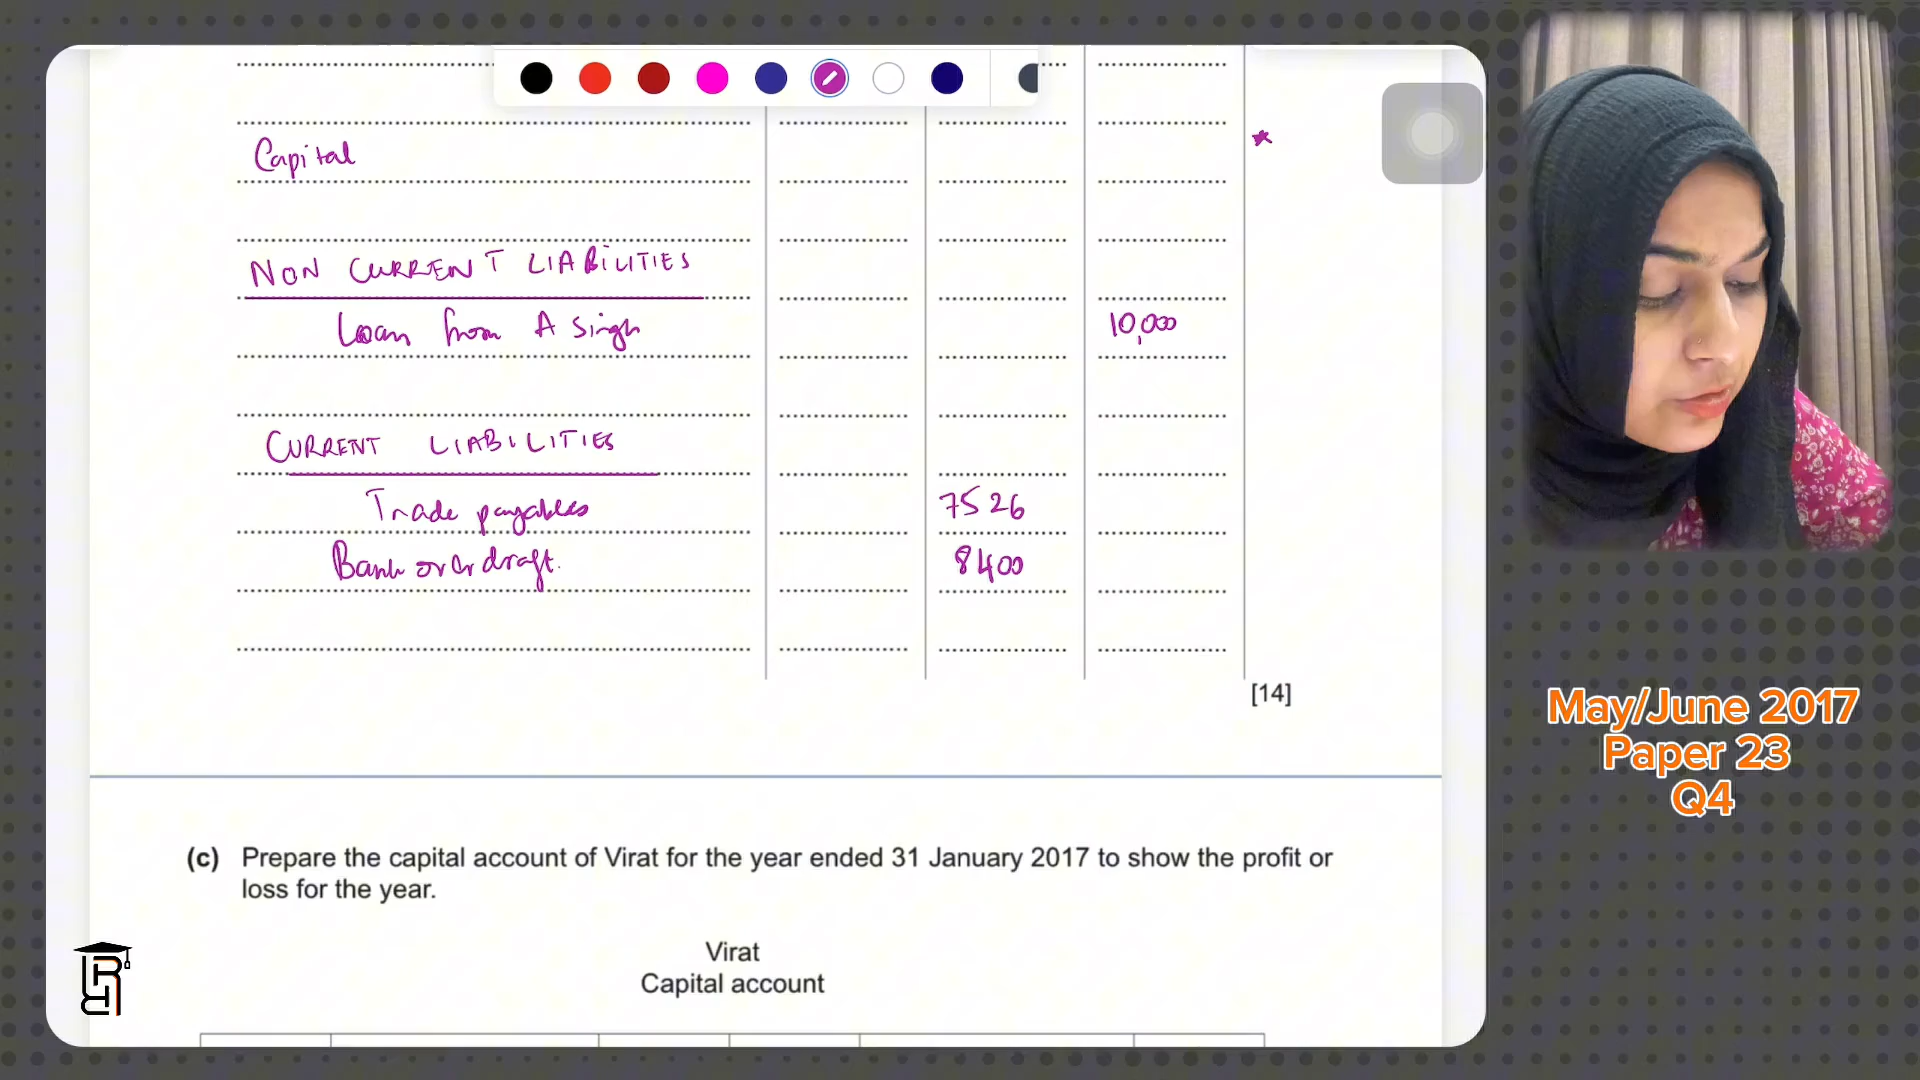 Capital
NON CURRENT LIABILITIES
Loan from A Singh 10,000
CURRENT LIABILITIES
Trade payables 7526
Bank overdraft. 8400
[14]
(c) Prepare the capital account of Virat for the year ended 31 January 2017 to show the profit or
loss for the year.
Virat
Capital account
May/June 2017
Paper 23
Q4